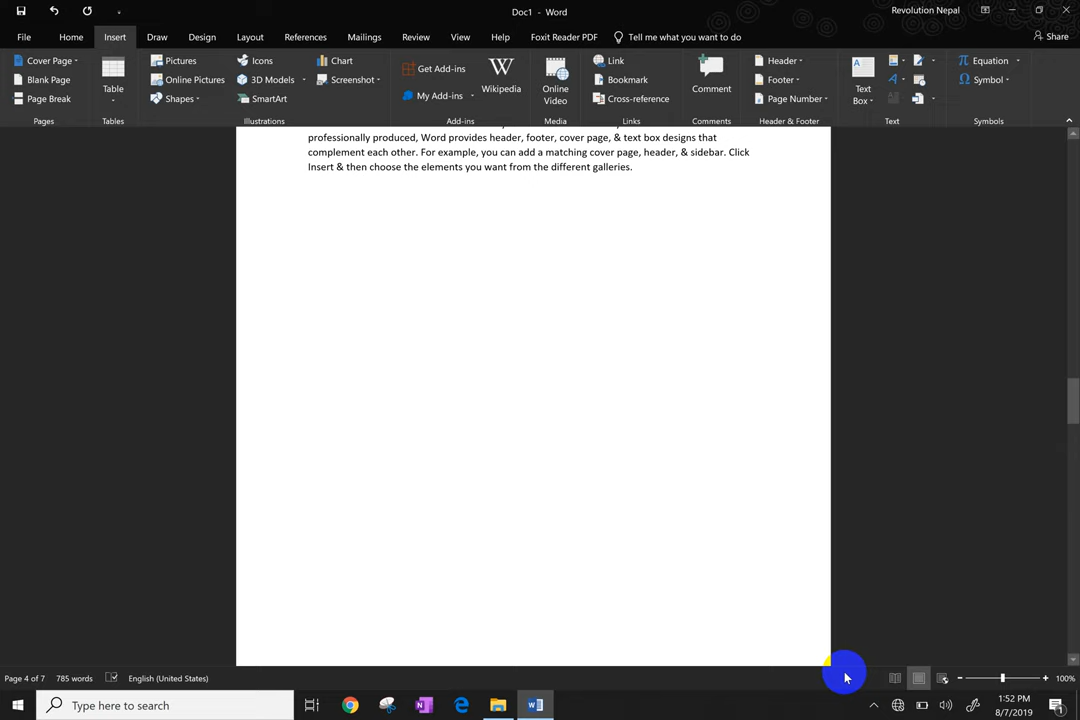 Doc1 - Word
Revolution Nepal
File Home Insert Draw Design Layout References Mailings Review View Help Foxit Reader PDF Tell me what you want to do Share
Cover Page
Blank Page
Page Break
Pages
Table
Tables
Pictures
Online Pictures
Shapes
Icons
3D Models
SmartArt
Chart
Screenshot
Illustrations
Get Add-ins
My Add-ins
Wikipedia
Add-ins
Online
Video
Media
Link
Bookmark
Cross-reference
Links
Comment
Comments
Header
Footer
Page Number
Header & Footer
Text
Box
Text
Equation
Symbol
Symbols
professionally produced, Word provides header, footer, cover page, & text box designs that
complement each other. For example, you can add a matching cover page, header, & sidebar. Click
Insert & then choose the elements you want from the different galleries.
Page 4 of 7 785 words English (United States) 100%
Type here to search
1:52 PM
8/7/2019